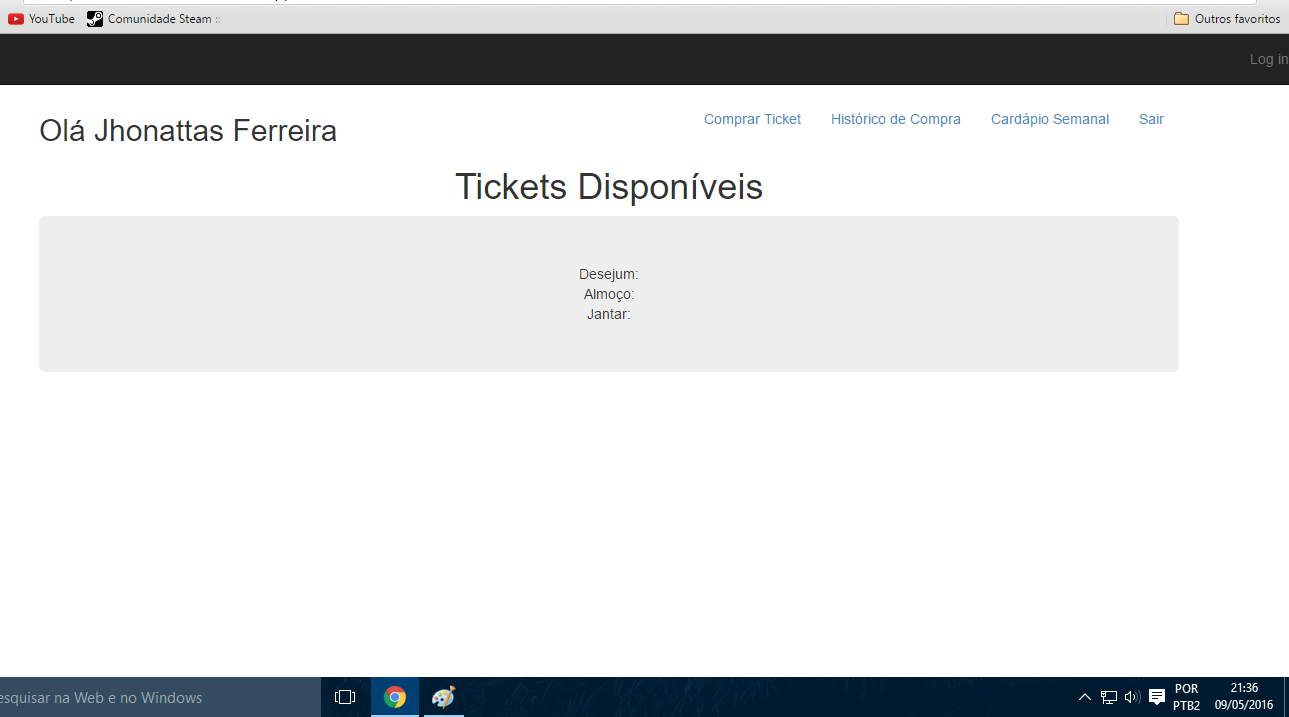 YouTube Comunidade Steam :: Outros favoritos
Log in
Olá Jhonattas Ferreira
Comprar Ticket Histórico de Compra Cardápio Semanal Sair
Tickets Disponíveis
Desejum:
Almoço:
Jantar:
esquisar na Web e no Windows
POR
PTB2
21:36
09/05/2016